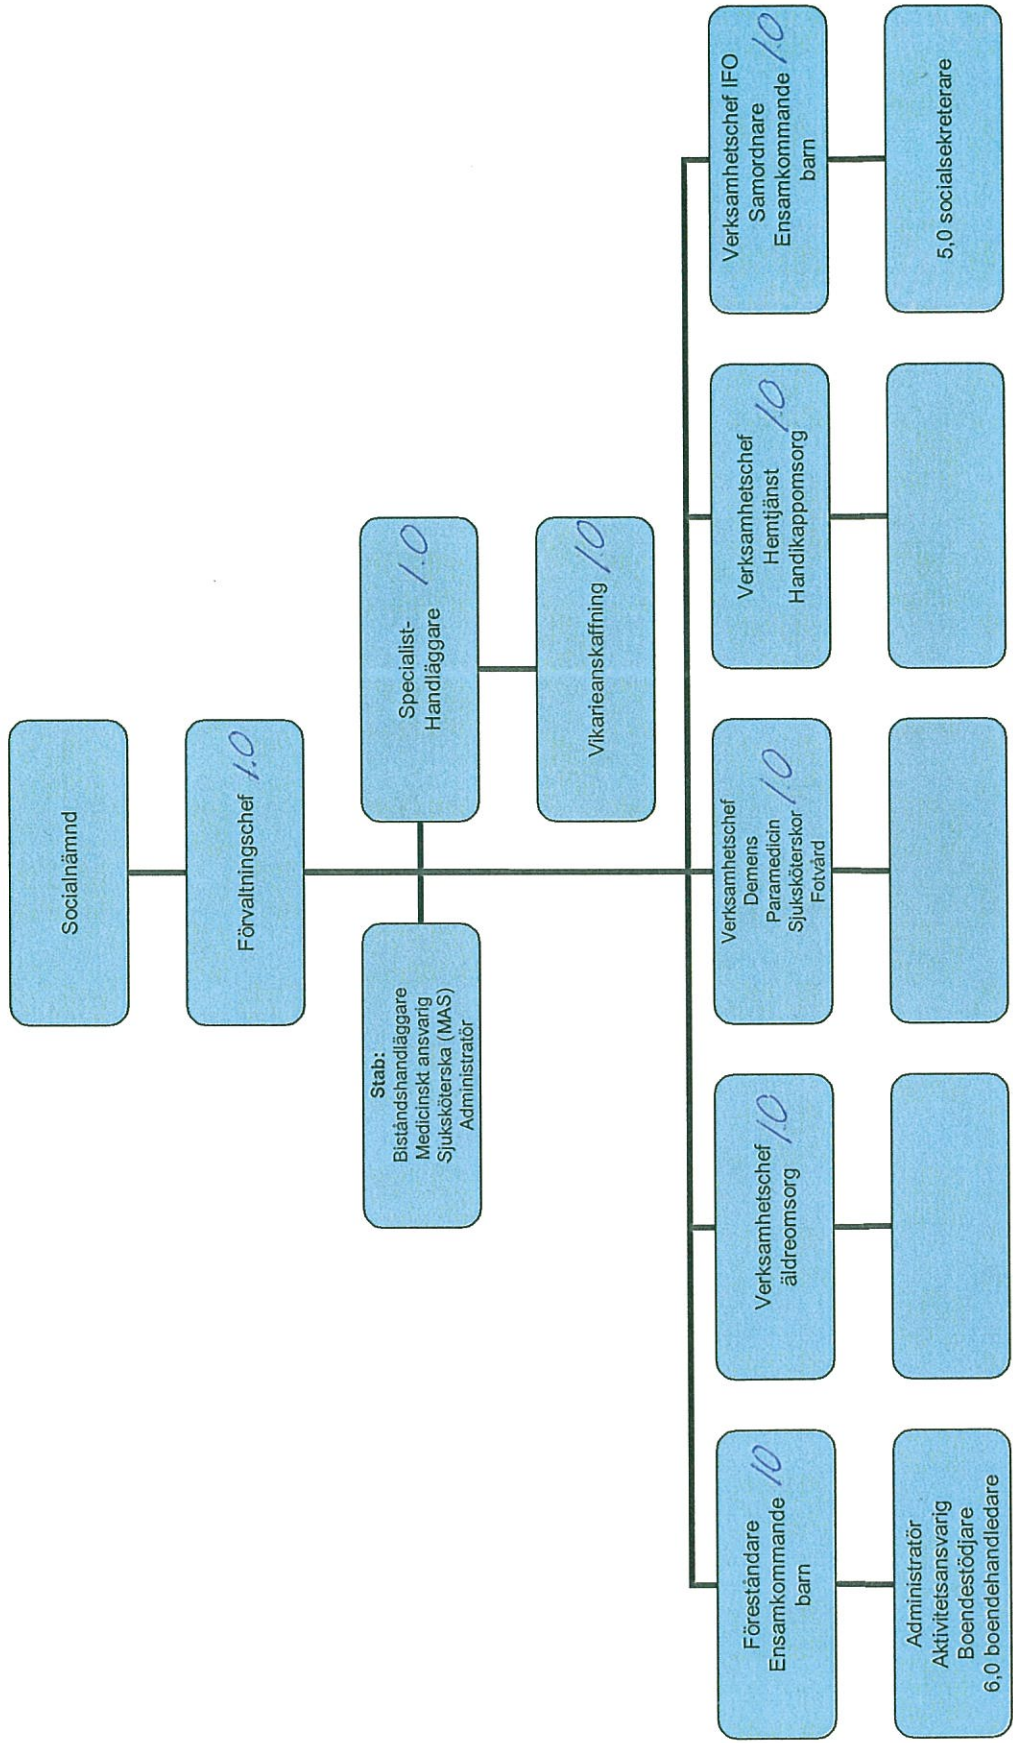 Socialnämnd
Förvaltningschef 1.0
Stab:
Biståndshandläggare
Medicinskt ansvarig
Sjuksköterska (MAS)
Administratör
Specialist-
Handläggare 1.0
Vikarieanskaffning 1.0
Föreståndare
Ensamkommande 10
barn
Verksamhetschef
äldreomsorg 1.0
Verksamhetschef
Demens
Paramedicin
Sjuksköterskor 1.0
Fotvård
Verksamhetschef
Hemtjänst
Handikappomsorg 1.0
Verksamhetschef IFO
Samordnare
Ensamkommande 1.0
barn
Administratör
Aktivitetsansvarig
Boendestödjare
6,0 boendehandledare
5,0 socialsekreterare